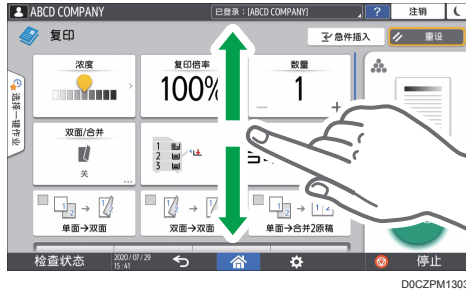 ABCD COMPANY
已登录：[ABCD COMPANY]
?
注销
复印
急件插入
重设
选择一键作业
浓度
复印倍率
数量
100%
1
双面/合并
关
1
2
3
单面→双面
双面→双面
单面→合并2原稿
检查状态
2020/07/29
15:41
停止
D0CZPM1303